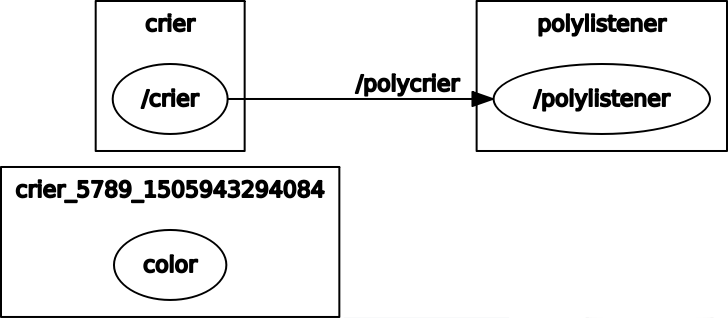 crier
polylistener
/crier
/polycrier
/polylistener
crier_5789_1505943294084
color